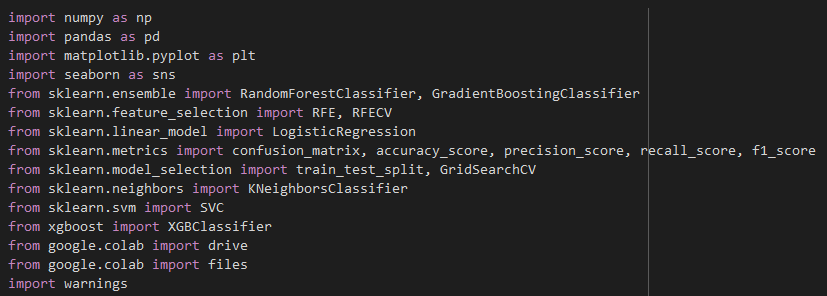 import numpy as np
import pandas as pd
import matplotlib.pyplot as plt
import seaborn as sns
from sklearn.ensemble import RandomForestClassifier, GradientBoostingClassifier
from sklearn.feature_selection import RFE, RFECV
from sklearn.linear_model import LogisticRegression
from sklearn.metrics import confusion_matrix, accuracy_score, precision_score, recall_score, f1_score
from sklearn.model_selection import train_test_split, GridSearchCV
from sklearn.neighbors import KNeighborsClassifier
from sklearn.svm import SVC
from xgboost import XGBClassifier
from google.colab import drive
from google.colab import files
import warnings